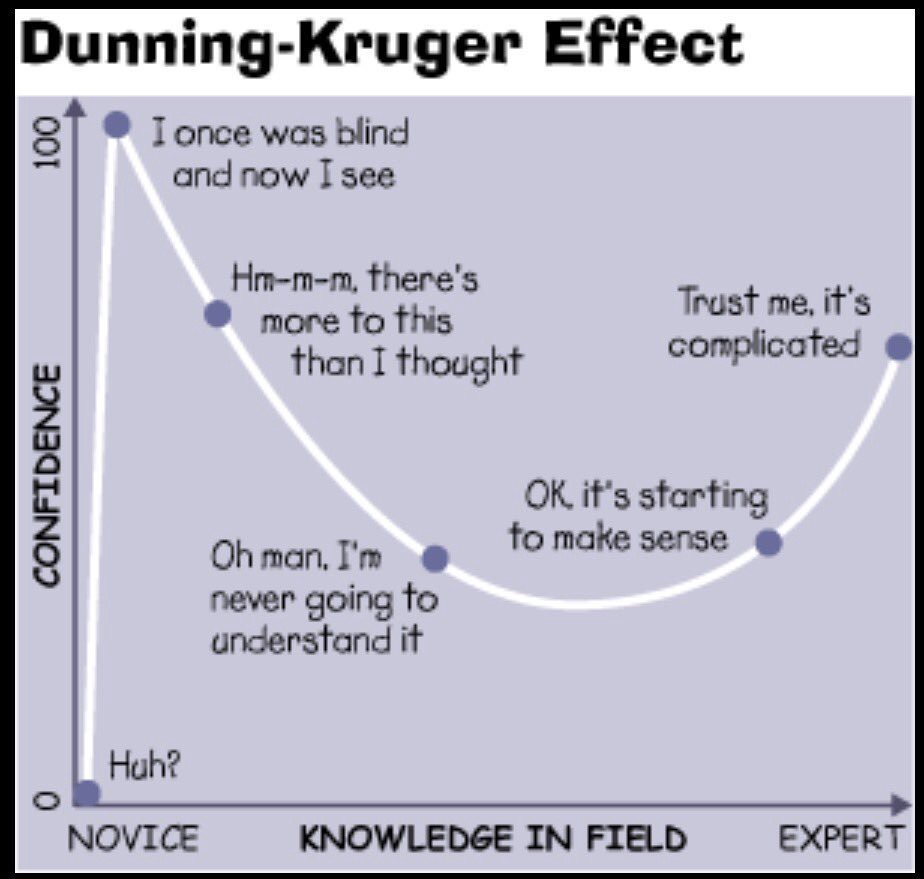 Dunning-Kruger Effect
100
I once was blind
and now I see
Hm-m-m, there's
more to this
than I thought
Trust me, it's
complicated
CONFIDENCE
OK, it's starting
to make sense
Oh man, I'm
never going to
understand it
Huh?
0
NOVICE
KNOWLEDGE IN FIELD
EXPERT